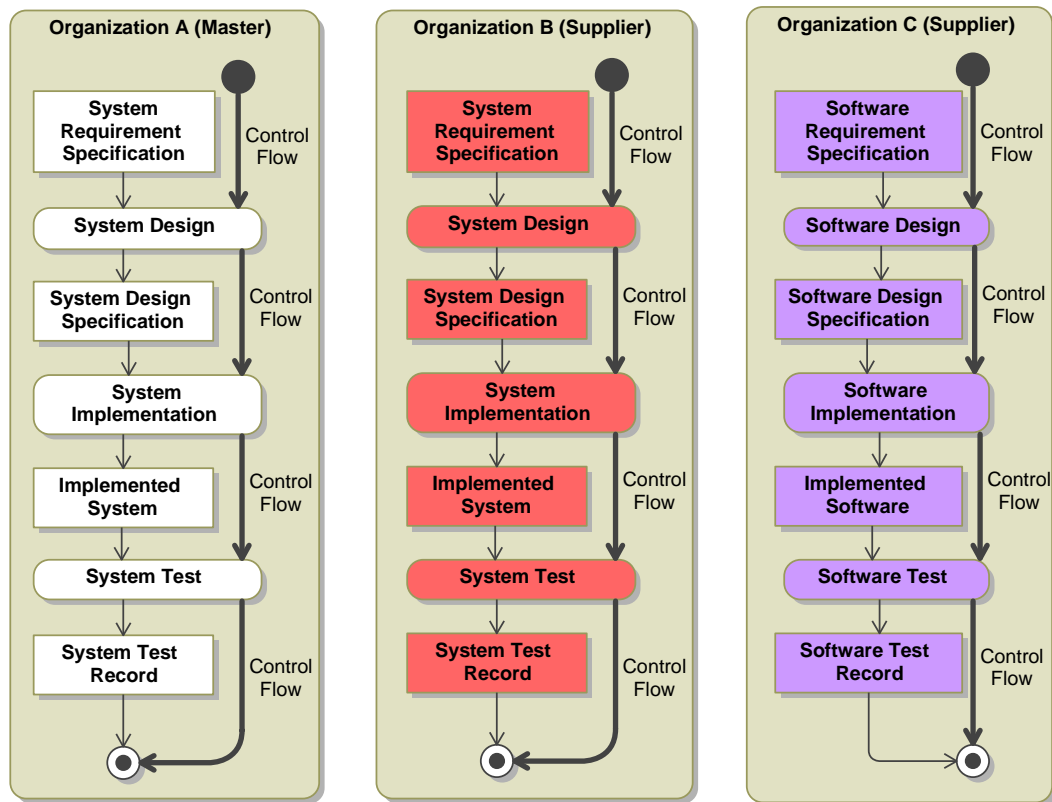 Organization A (Master)
System
Requirement
Specification
Control
Flow
System Design
System Design
Specification
Control
Flow
System
Implementation
Implemented
System
Control
Flow
System Test
System Test
Record
Control
Flow
Organization B (Supplier)
System
Requirement
Specification
Control
Flow
System Design
System Design
Specification
Control
Flow
System
Implementation
Implemented
System
Control
Flow
System Test
System Test
Record
Control
Flow
Organization C (Supplier)
Software
Requirement
Specification
Control
Flow
Software Design
Software Design
Specification
Control
Flow
Software
Implementation
Implemented
Software
Control
Flow
Software Test
Software Test
Record
Control
Flow